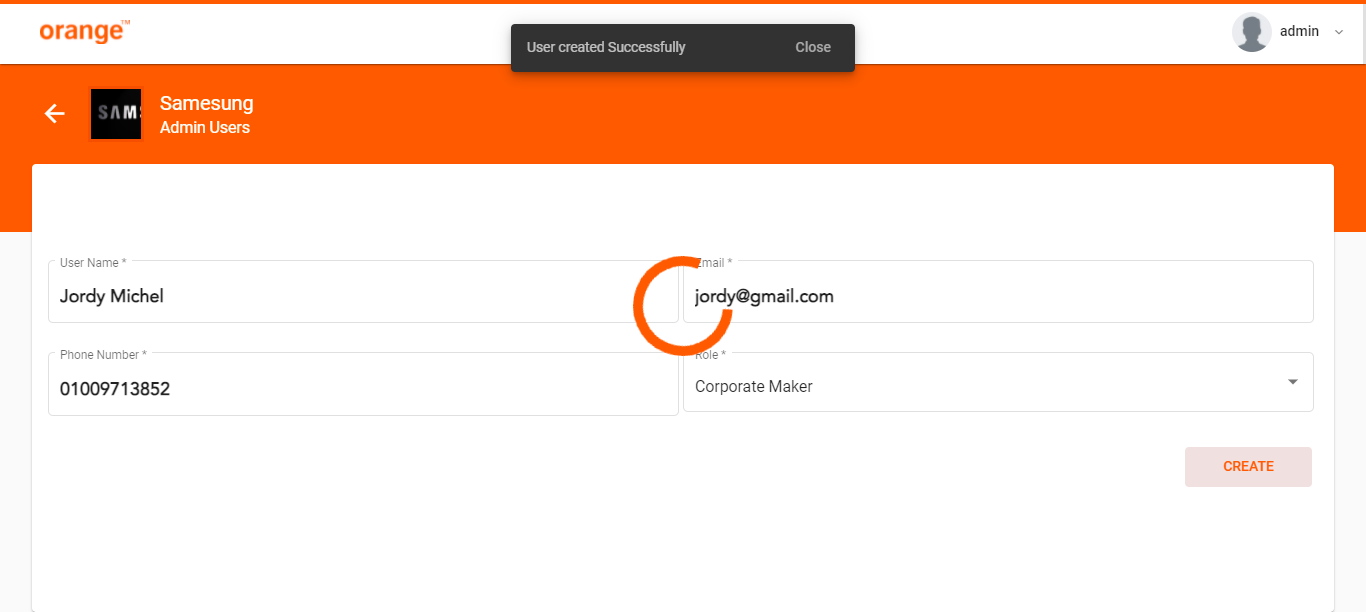 orange™
User created Successfully Close
admin
SAMS
Samesung
Admin Users
User Name *
Jordy Michel
Email *
jordy@gmail.com
Phone Number *
01009713852
Role *
Corporate Maker
CREATE